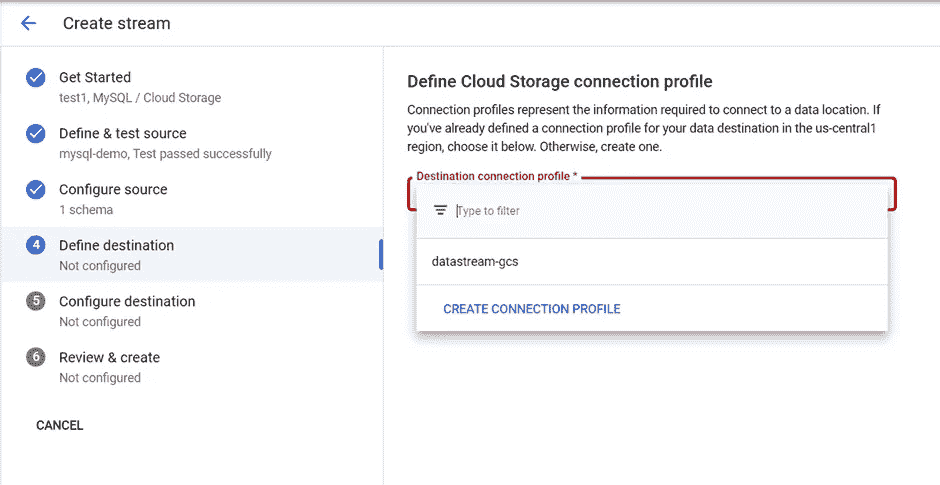 Create stream
Get Started
test1, MySQL / Cloud Storage
Define & test source
mysql-demo, Test passed successfully
Configure source
1 schema
4 Define destination
Not configured
5 Configure destination
Not configured
6 Review & create
Not configured
CANCEL
Define Cloud Storage connection profile
Connection profiles represent the information required to connect to a data location. If
you've already defined a connection profile for your data destination in the us-central1
region, choose it below. Otherwise, create one.
Destination connection profile *
Type to filter
datastream-gcs
CREATE CONNECTION PROFILE